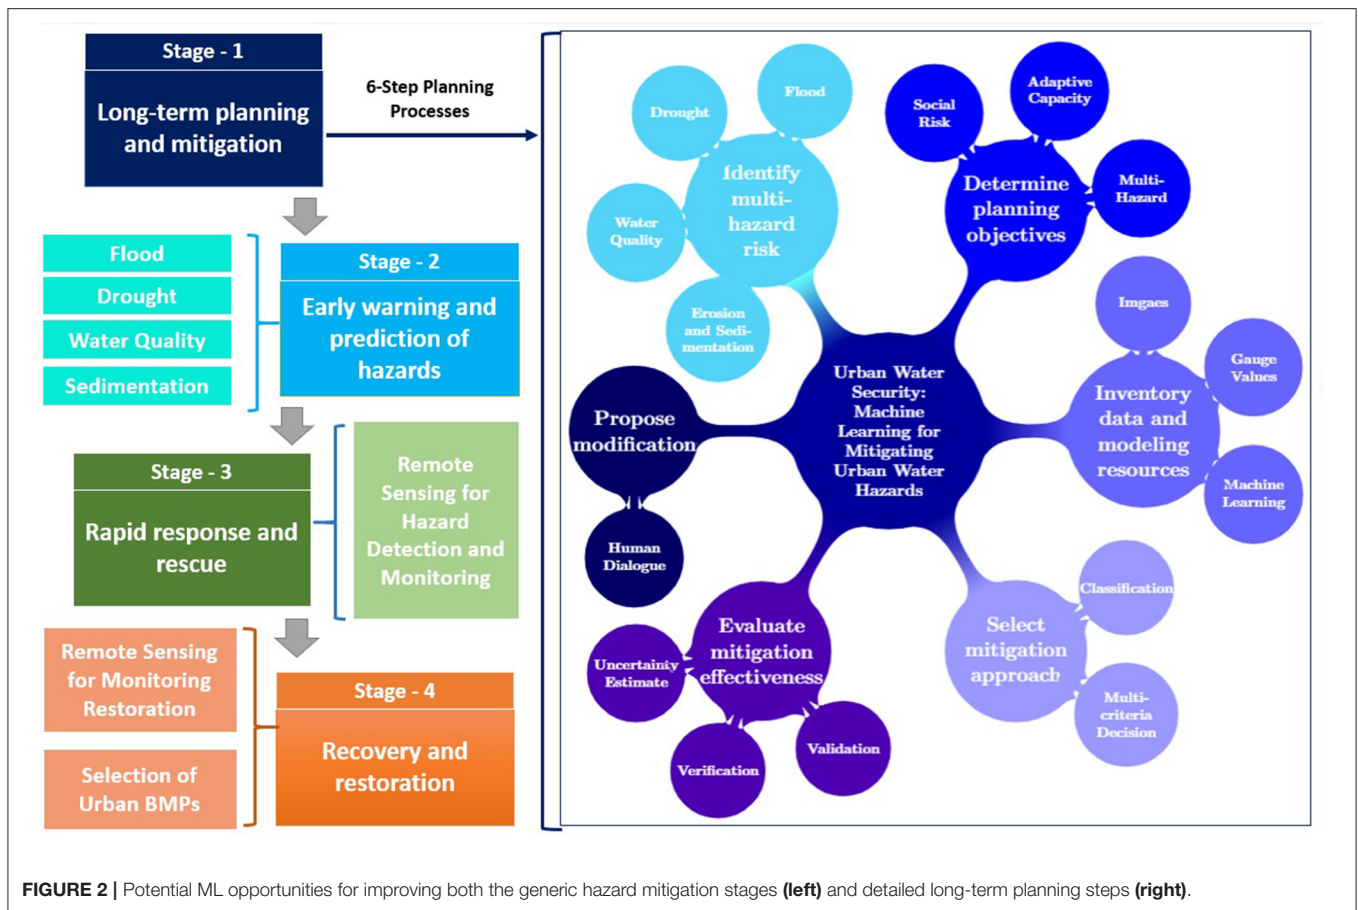 Stage - 1
Long-term planning
and mitigation
6-Step Planning
Processes
Flood
Drought
Water Quality
Sedimentation
Stage - 2
Early warning and
prediction of
hazards
Stage - 3
Rapid response and
rescue
Remote
Sensing for
Hazard
Detection and
Monitoring
Remote Sensing
for Monitoring
Restoration
Selection of
Urban BMPs
Stage - 4
Recovery and
restoration
Urban Water
Security:
Machine
Learning for
Mitigating
Urban Water
Hazards
Identify
multi-
hazard
risk
Flood
Drought
Water
Quality
Erosion
and Sedi-
mentation
Determine
planning
objectives
Social
Risk
Adaptive
Capacity
Multi-
Hazard
Inventory
data and
modeling
resources
Imgaes
Gauge
Values
Machine
Learning
Select
mitigation
approach
Classification
Multi-
criteria
Decision
Evaluate
mitigation
effectiveness
Uncertainty
Estimate
Verification
Validation
Propose
modification
Human
Dialogue
FIGURE 2 | Potential ML opportunities for improving both the generic hazard mitigation stages (left) and detailed long-term planning steps (right).